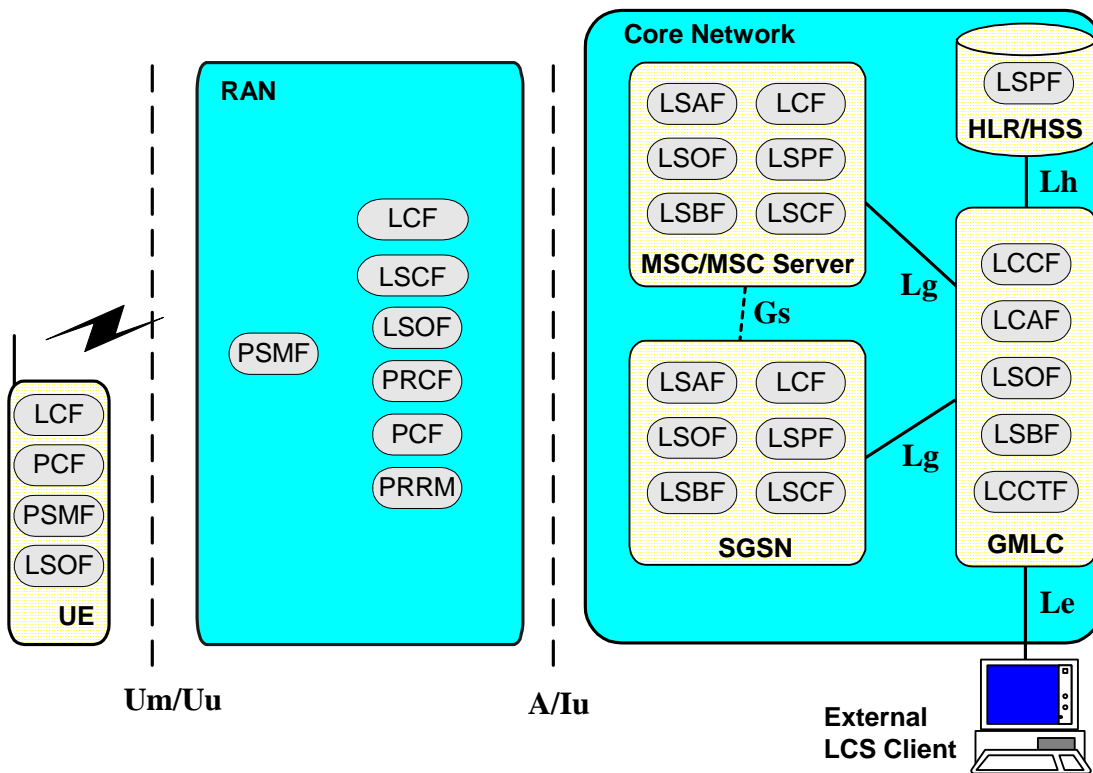 Core Network
RAN
LSAF
LCF
LSOF
LSPF
LSBF
LSCF
MSC/MSC Server
LSPF
HLR/HSS
Lh
Lg
Gs
LCF
LSCF
LSOF
PRCF
PCF
PRRM
PSMF
LSAF
LCF
LSOF
LSPF
LSBF
LSCF
SGSN
Lg
LCCF
LCAF
LSOF
LSBF
LCCTF
GMLC
Le
LCF
PCF
PSMF
LSOF
UE
Um/Uu
A/Iu
External
LCS Client